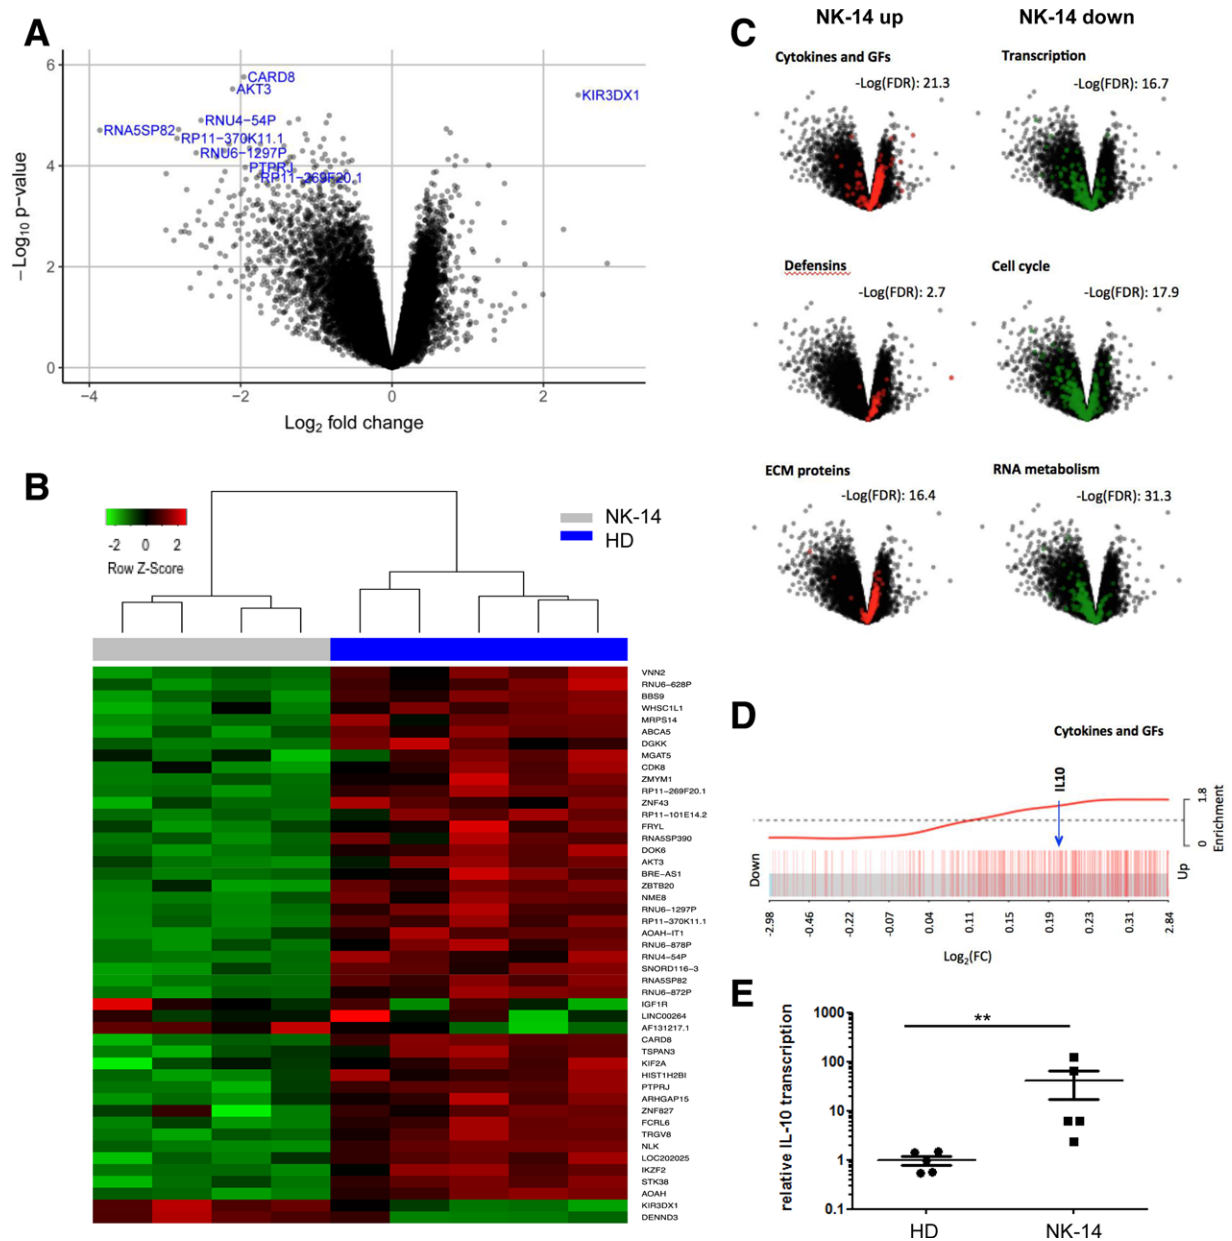 A
6
4
2
0
−4
−2
0
2
− Log10 p−value
Log2 fold change
CARD8
AKT3
KIR3DX1
RNU4−54P
RNA5SP82
RP11−370K11.1
RNU6−1297P
PTPRJ
RP11−269F20.1
B
-2 0 2
Row Z-Score
NK-14
HD
VNN2
RNU6−628P
BBS9
WHSC1L1
MRPS14
ABCA5
DGKK
MGAT5
CDK8
ZMYM1
RP11−269F20.1
ZNF43
RP11−101E14.2
FRYL
RNA5SP390
DOK6
AKT3
BRE−AS1
ZBTB20
NME8
RNU6−1297P
RP11−370K11.1
AOAH−IT1
RNU6−878P
RNU4−54P
SNORD116−3
RNA5SP82
RNU6−872P
IGF1R
LINC00264
AF131217.1
CARD8
TSPAN3
KIF2A
HIST1H2BI
PTPRJ
ARHGAP15
ZNF827
FCRL6
TRGV8
NLK
LOC202025
IKZF2
STK38
AOAH
KIR3DX1
DENND3
C
NK-14 up
NK-14 down
Cytokines and GFs
-Log(FDR): 21.3
Transcription
-Log(FDR): 16.7
Defensins
-Log(FDR): 2.7
Cell cycle
-Log(FDR): 17.9
ECM proteins
-Log(FDR): 16.4
RNA metabolism
-Log(FDR): 31.3
D
Cytokines and GFs
IL10
1.8
0
Enrichment
Down
Up
-2.98
-0.46
-0.22
-0.07
0.04
0.11
0.15
0.19
0.23
0.31
2.84
Log2(FC)
E
**
1000
100
10
1
0.1
relative IL-10 transcription
HD
NK-14